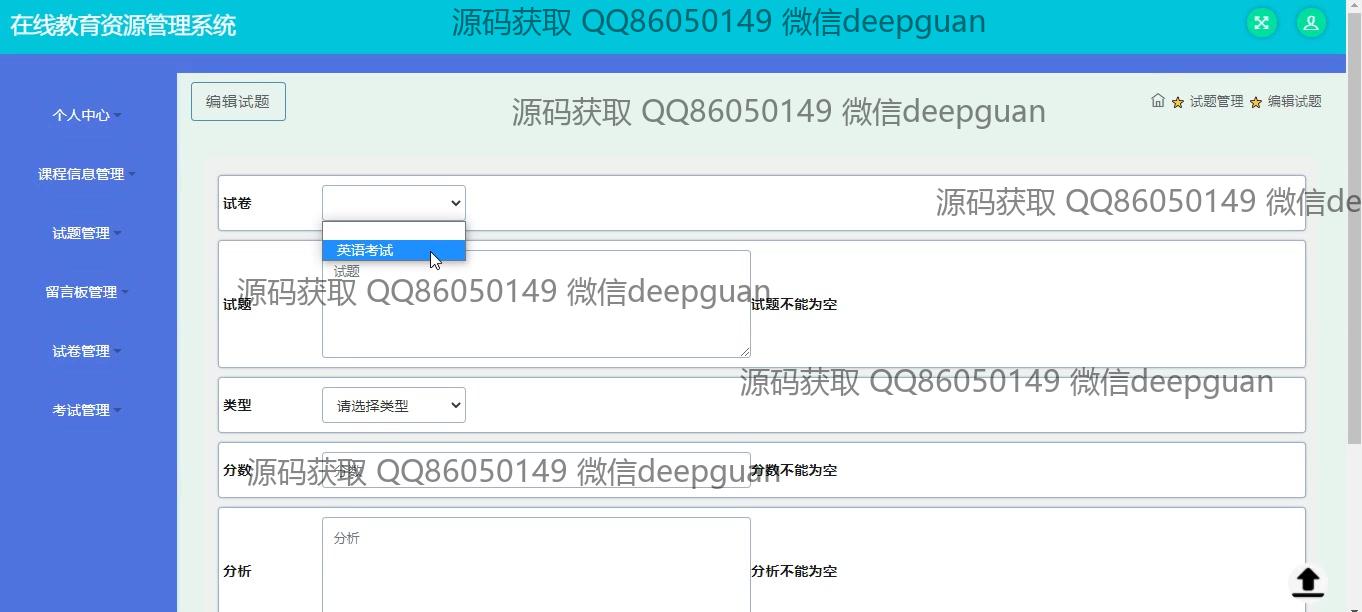 在线教育资源管理系统
源码获取 QQ86050149 微信deepguan
个人中心
课程信息管理
试题管理
留言板管理
试卷管理
考试管理
编辑试题
源码获取 QQ86050149 微信deepguan
试题管理 编辑试题
试卷
源码获取 QQ86050149 微信deepgu
英语考试
试题
源码获取 QQ86050149 微信deepguan
试题
试题不能为空
源码获取 QQ86050149 微信deepguan
类型
请选择类型
分数
分数
源码获取 QQ86050149 微信deepguan
分数不能为空
分析
分析
分析不能为空